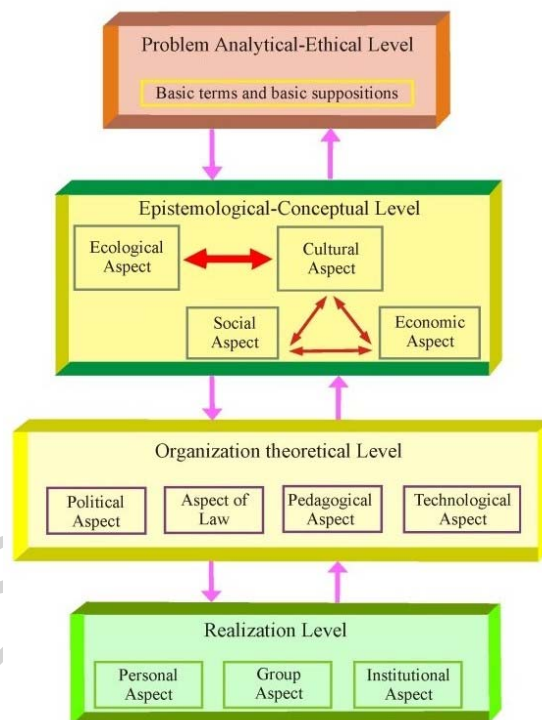 Problem Analytical-Ethical Level
Basic terms and basic suppositions
Epistemological-Conceptual Level
Ecological
Aspect
Cultural
Aspect
Social
Aspect
Economic
Aspect
Organization theoretical Level
Political
Aspect
Aspect of
Law
Pedagogical
Aspect
Technological
Aspect
Realization Level
Personal
Aspect
Group
Aspect
Institutional
Aspect